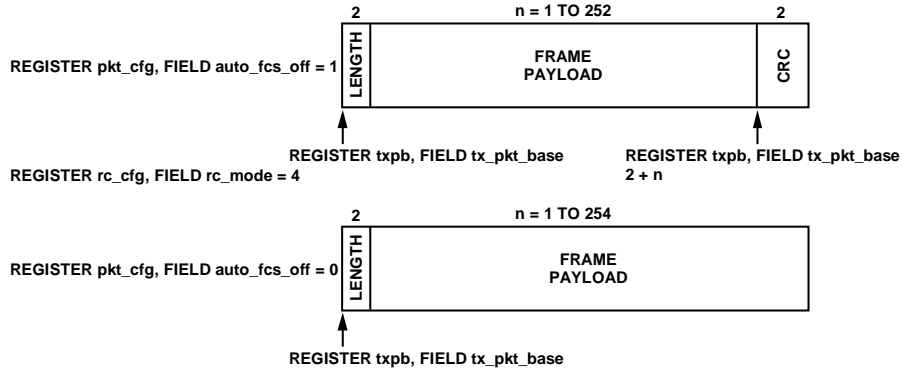 2
n = 1 TO 252
2
REGISTER pkt_cfg, FIELD auto_fcs_off = 1
LENGTH
FRAME
PAYLOAD
CRC
REGISTER txpb, FIELD tx_pkt_base
REGISTER txpb, FIELD tx_pkt_base
2 + n
REGISTER rc_cfg, FIELD rc_mode = 4
2
n = 1 TO 254
REGISTER pkt_cfg, FIELD auto_fcs_off = 0
LENGTH
FRAME
PAYLOAD
REGISTER txpb, FIELD tx_pkt_base